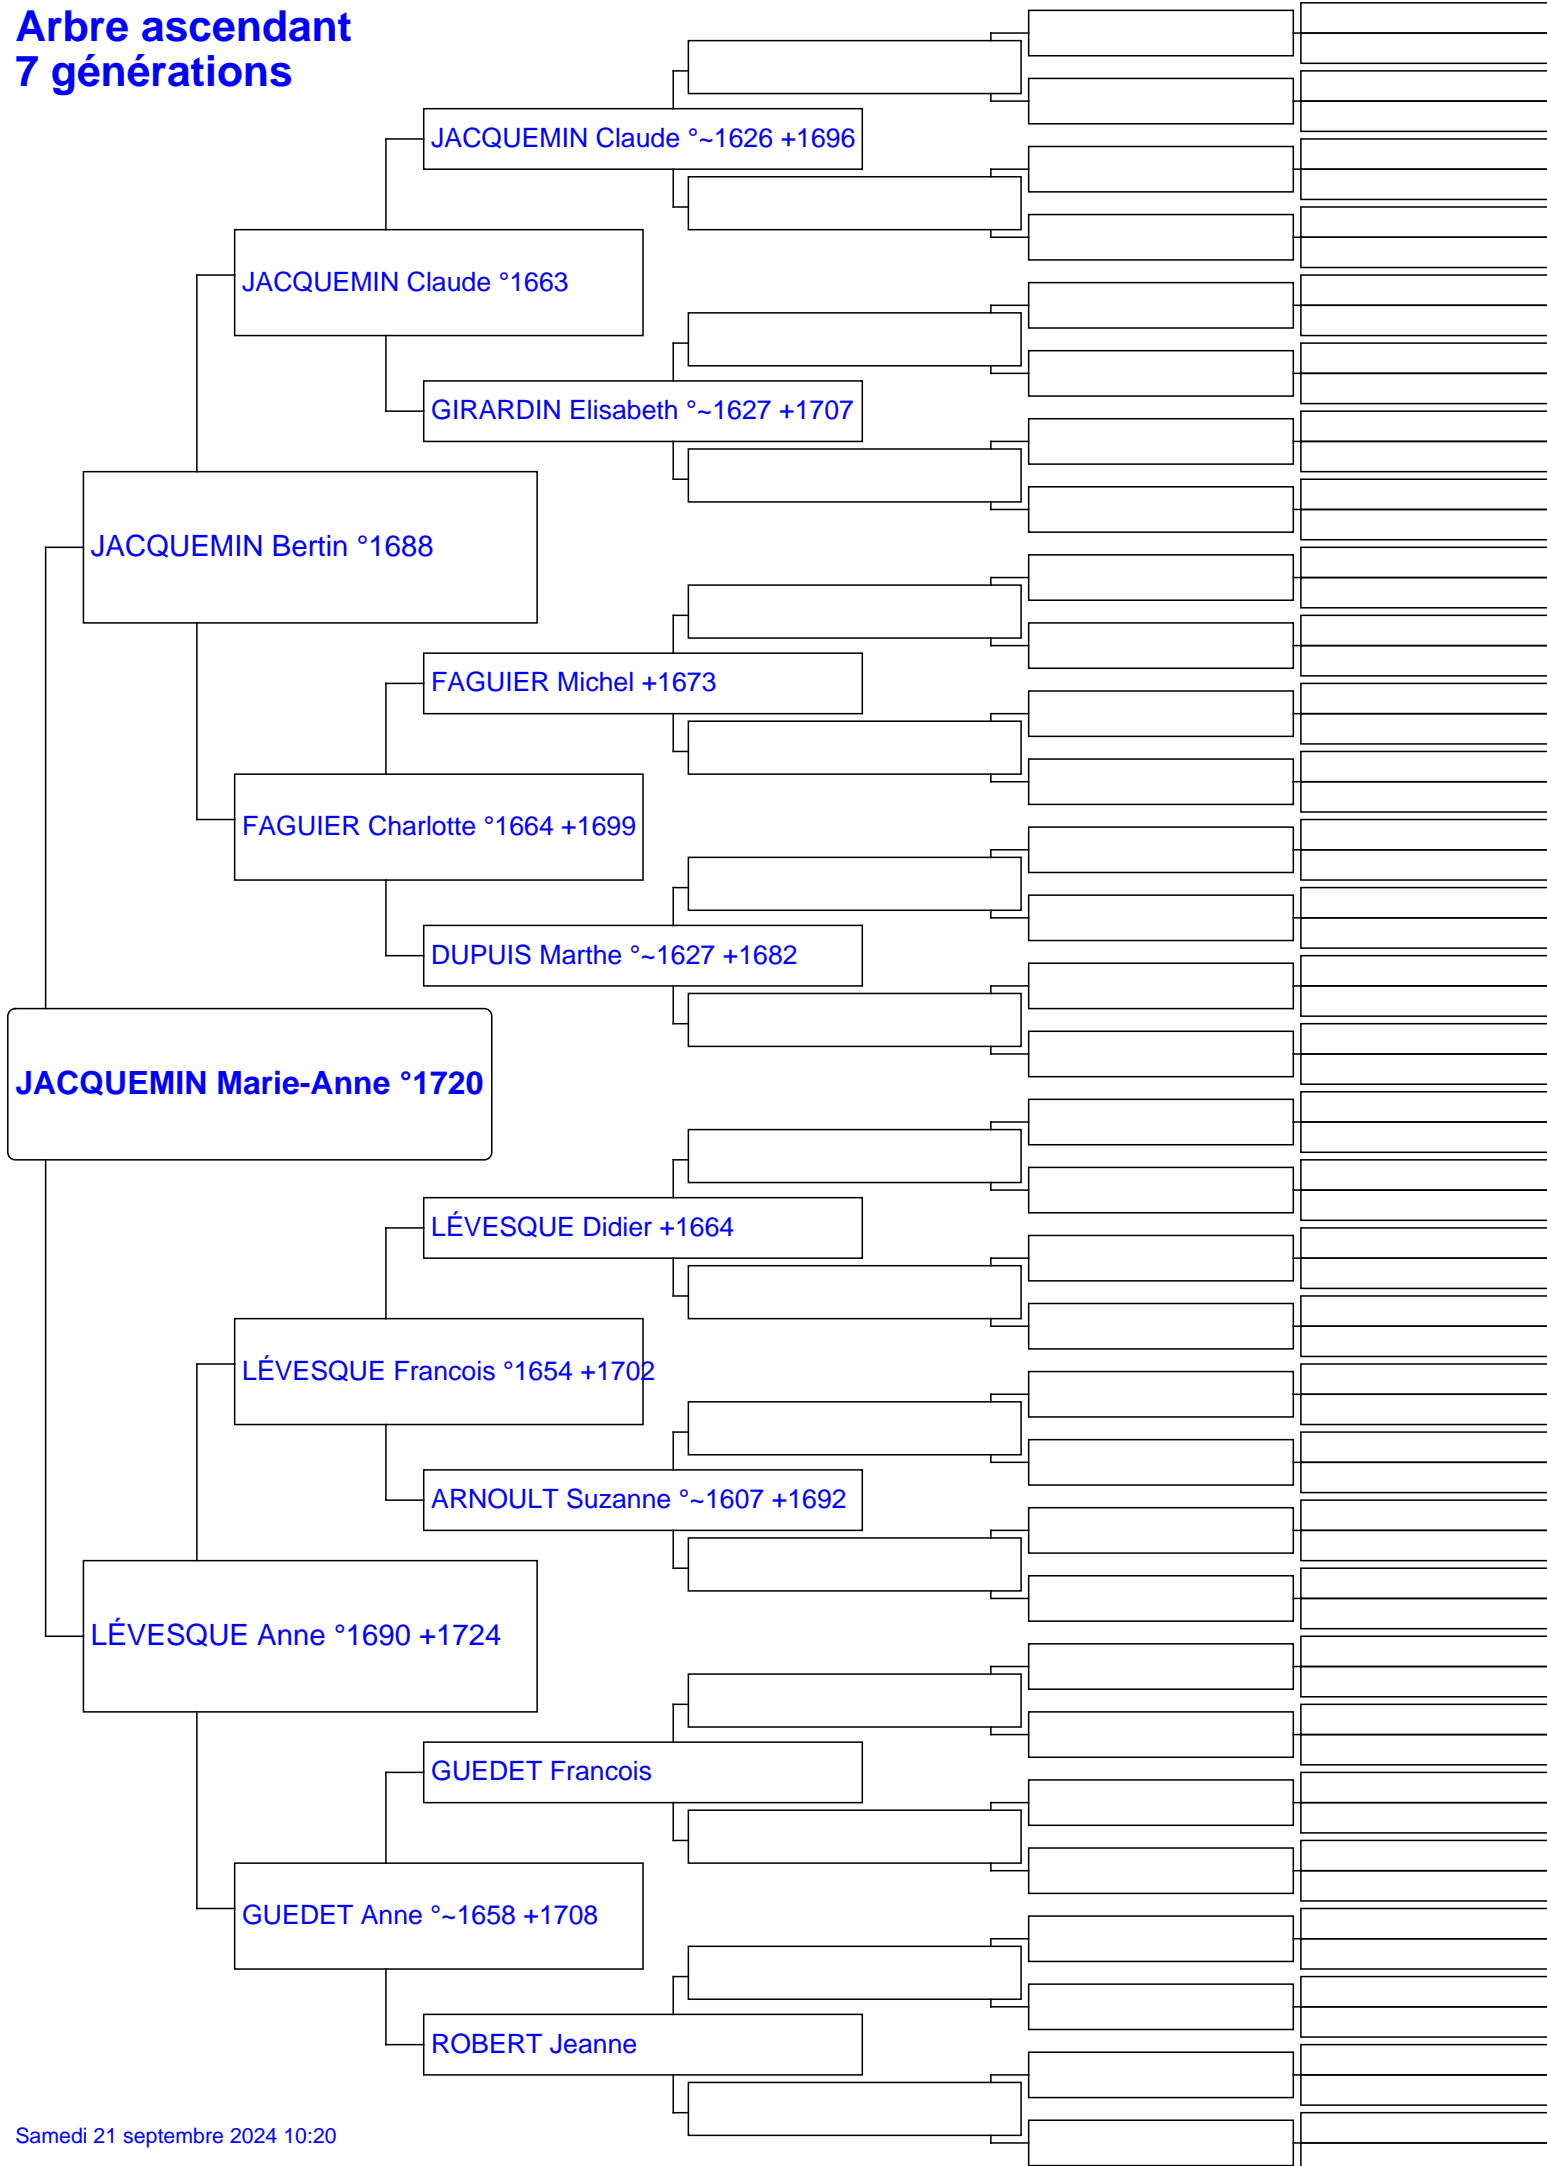 Arbre ascendant
7 générations
JACQUEMIN Claude °~1626 +1696
JACQUEMIN Claude °1663
GIRARDIN Elisabeth °~1627 +1707
JACQUEMIN Bertin °1688
FAGUIER Michel +1673
FAGUIER Charlotte °1664 +1699
DUPUIS Marthe °~1627 +1682
JACQUEMIN Marie-Anne °1720
LÉVESQUE Didier +1664
LÉVESQUE Francois °1654 +1702
ARNOULT Suzanne °~1607 +1692
LÉVESQUE Anne °1690 +1724
GUEDET Francois
GUEDET Anne °~1658 +1708
ROBERT Jeanne
Samedi 21 septembre 2024 10:20